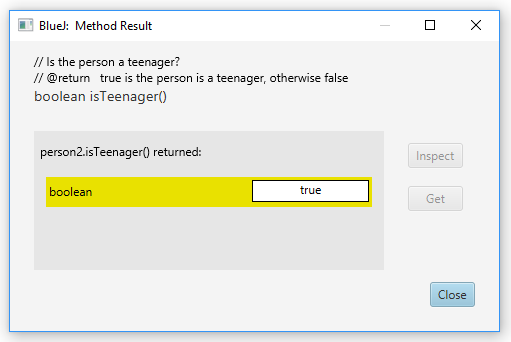 BlueJ:  Method Result
// Is the person a teenager?
// @return   true is the person is a teenager, otherwise false
boolean isTeenager()
person2.isTeenager() returned:
Inspect
boolean true
Get
Close